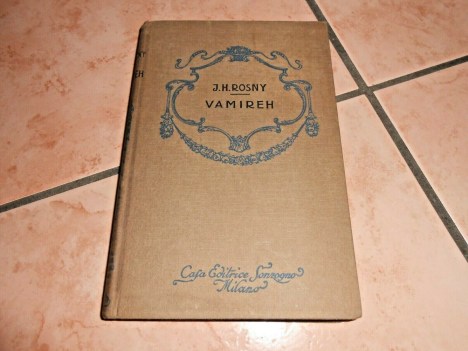 J.H. ROSNY
VAMIREH
Casa Editrice Sonzogno
Milano